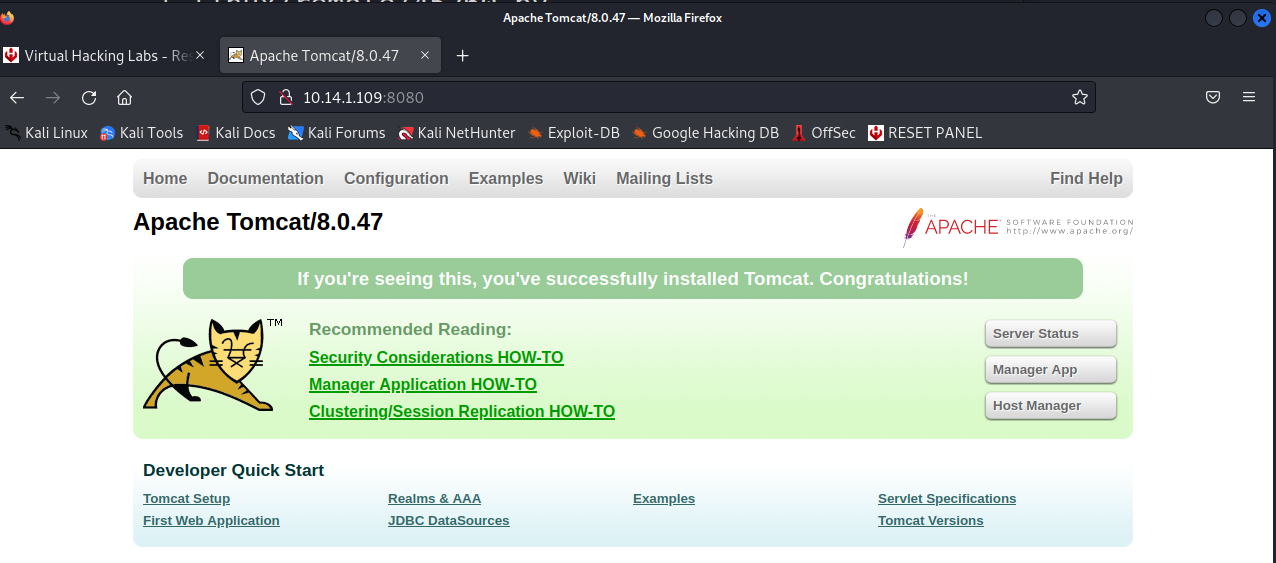 Apache Tomcat/8.0.47 — Mozilla Firefox
Virtual Hacking Labs - Res
Apache Tomcat/8.0.47
10.14.1.109:8080
Kali Linux Kali Tools Kali Docs Kali Forums Kali NetHunter Exploit-DB Google Hacking DB OffSec RESET PANEL
Home Documentation Configuration Examples Wiki Mailing Lists Find Help
Apache Tomcat/8.0.47
THE
APACHE SOFTWARE FOUNDATION
http://www.apache.org/
If you're seeing this, you've successfully installed Tomcat. Congratulations!
TM
Recommended Reading:
Security Considerations HOW-TO
Manager Application HOW-TO
Clustering/Session Replication HOW-TO
Server Status
Manager App
Host Manager
Developer Quick Start
Tomcat Setup Realms & AAA Examples Servlet Specifications
First Web Application JDBC DataSources Tomcat Versions